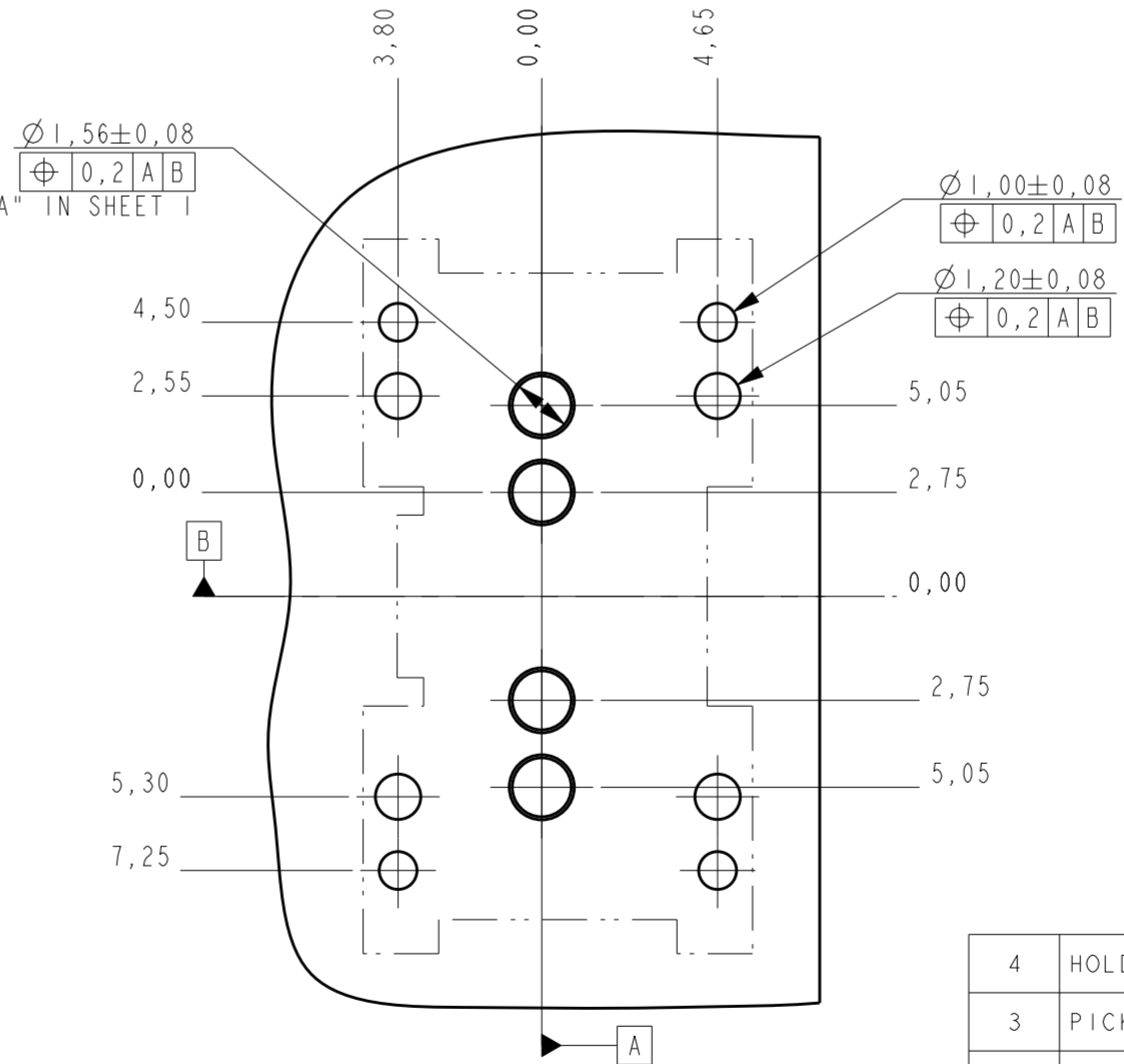 3,80
0,00
4,65
Ø1,56±0,08
⌖ 0,2 A B
A" IN SHEET 1
Ø1,00±0,08
⌖ 0,2 A B
Ø1,20±0,08
⌖ 0,2 A B
4,50
2,55
5,05
0,00
2,75
B
0,00
2,75
5,30
5,05
7,25
A
4 HOLD
3 PICK